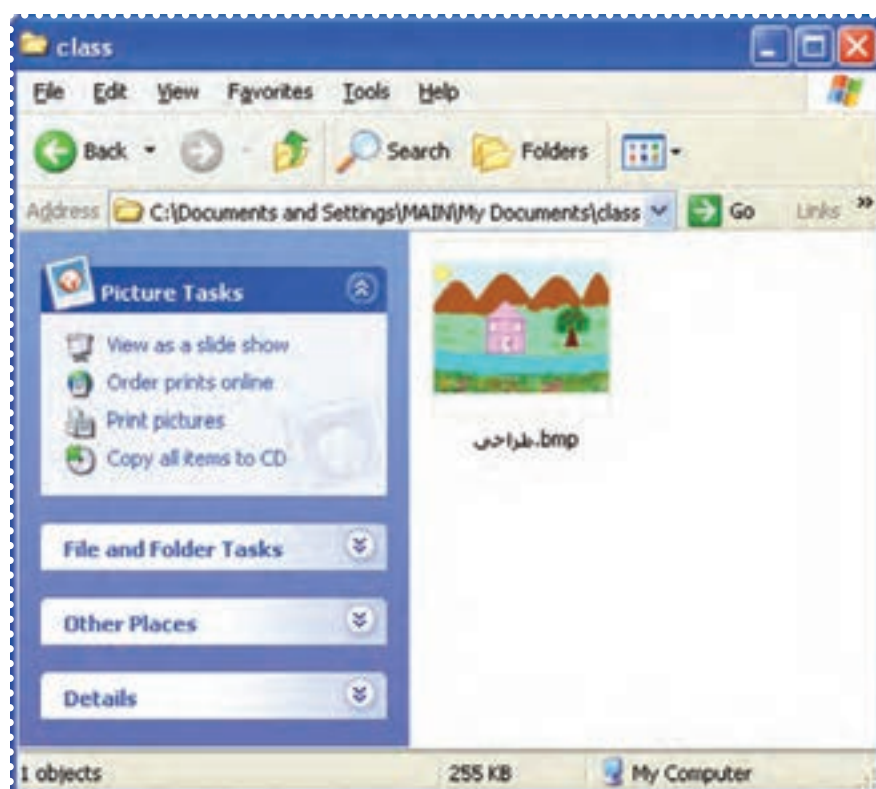 class
File Edit View Favorites Tools Help
Back Search Folders
Address C:\Documents and Settings\MAIN\My Documents\class Go Links »
Picture Tasks
View as a slide show
Order prints online
Print pictures
Copy all items to CD
طراحی.bmp
File and Folder Tasks
Other Places
Details
1 objects 255 KB My Computer